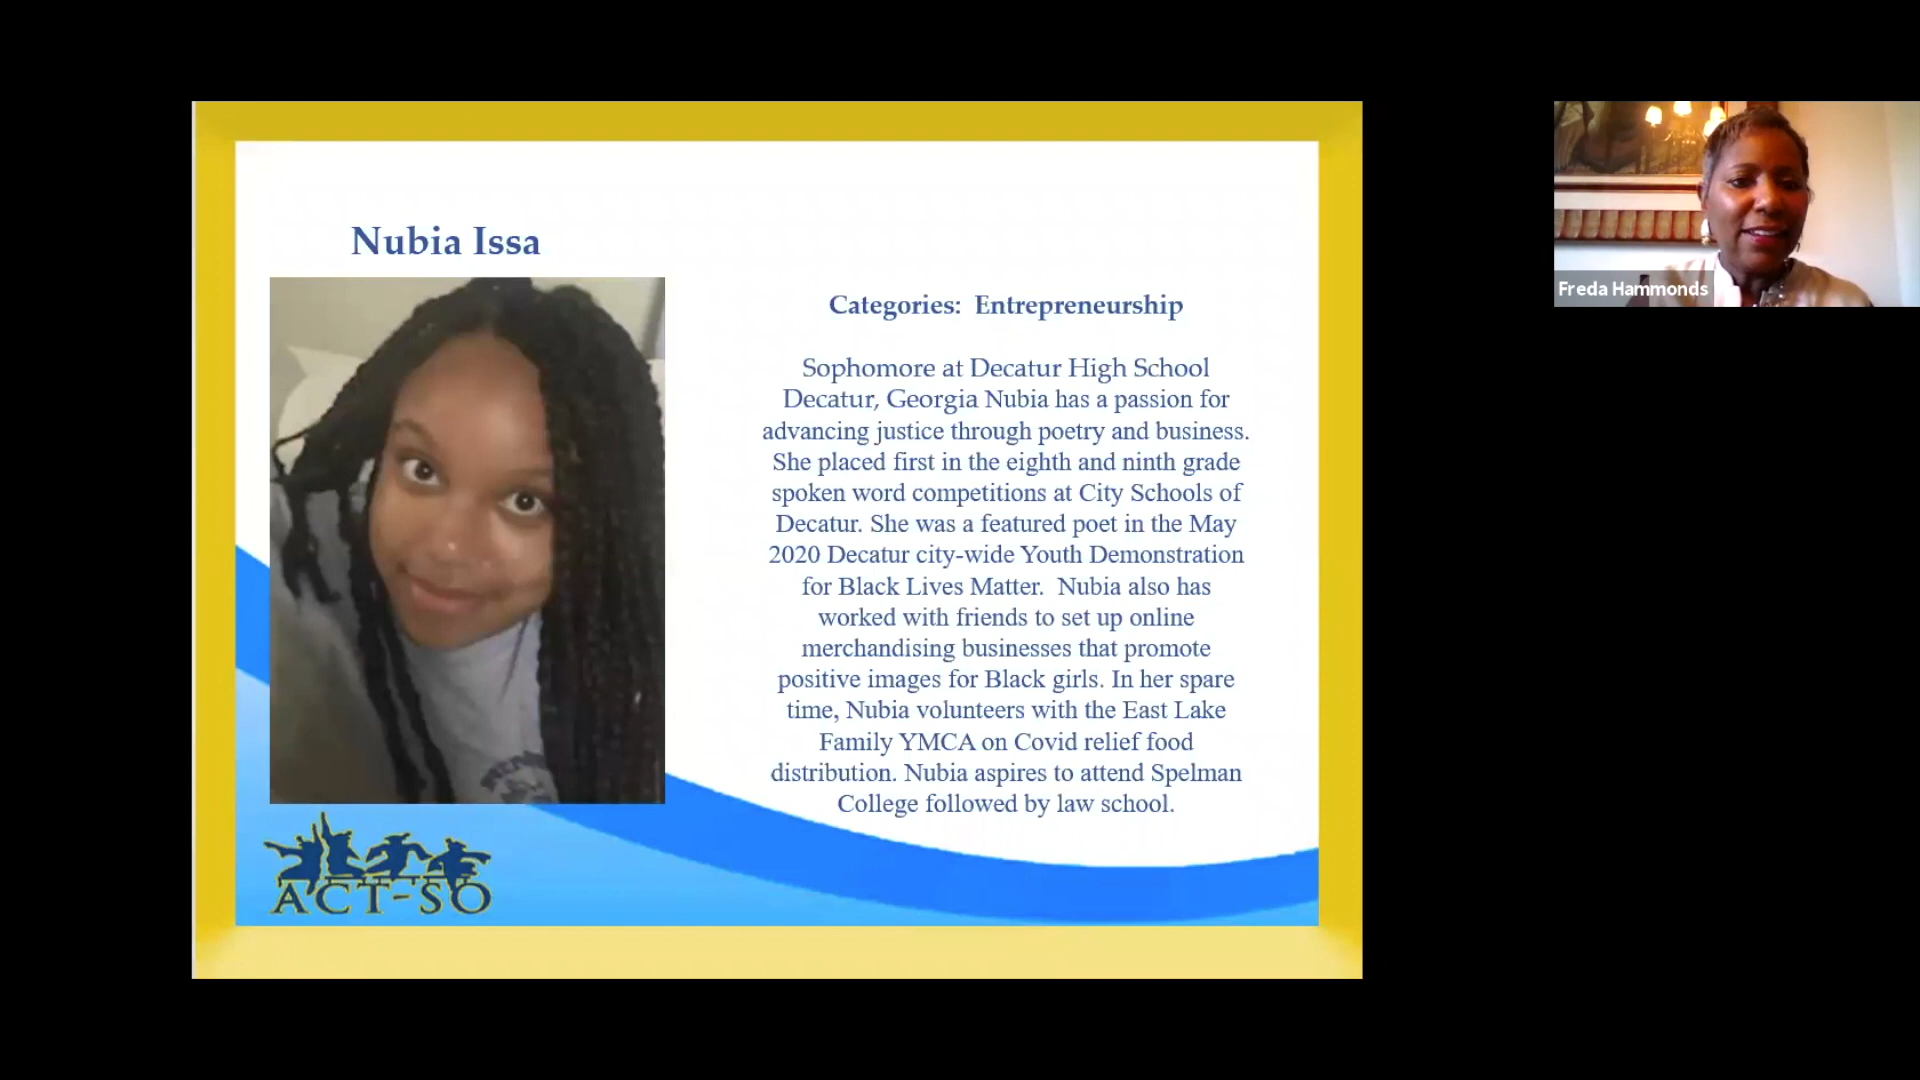 Nubia Issa
Categories: Entrepreneurship
Sophomore at Decatur High School
Decatur, Georgia Nubia has a passion for
advancing justice through poetry and business.
She placed first in the eighth and ninth grade
spoken word competitions at City Schools of
Decatur. She was a featured poet in the May
2020 Decatur city-wide Youth Demonstration
for Black Lives Matter. Nubia also has
worked with friends to set up online
merchandising businesses that promote
positive images for Black girls. In her spare
time, Nubia volunteers with the East Lake
Family YMCA on Covid relief food
distribution. Nubia aspires to attend Spelman
College followed by law school.
ACT-SO
Freda Hammonds